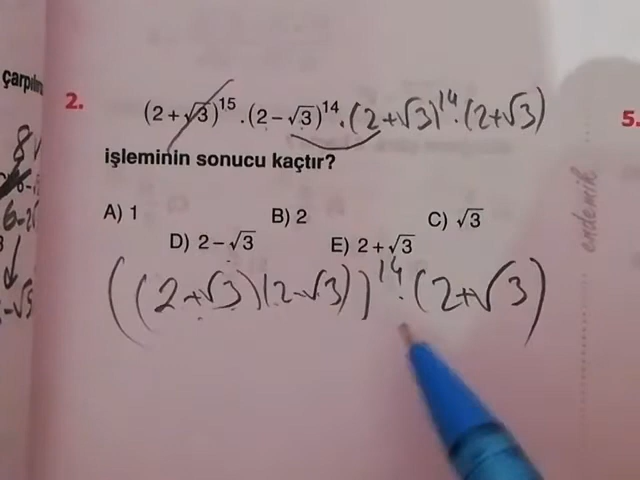 çarpılırı
2.
(2+√3)¹⁵.(2-√3)¹⁴.(2+√3)¹⁴.(2+√3)
5.
işleminin sonucu kaçtır?
A) 1
B) 2
C) √3
D) 2-√3
E) 2+√3
((2+√3)(2-√3))¹⁴.(2+√3)
endemik